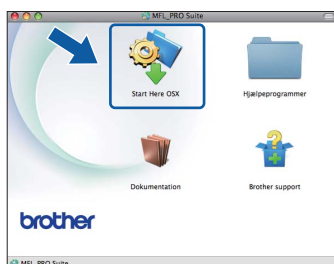 MFL_PRO Suite
Start Here OSX
Hjælpeprogrammer
Dokumentation
Brother support
brother
MFL_PRO Suite